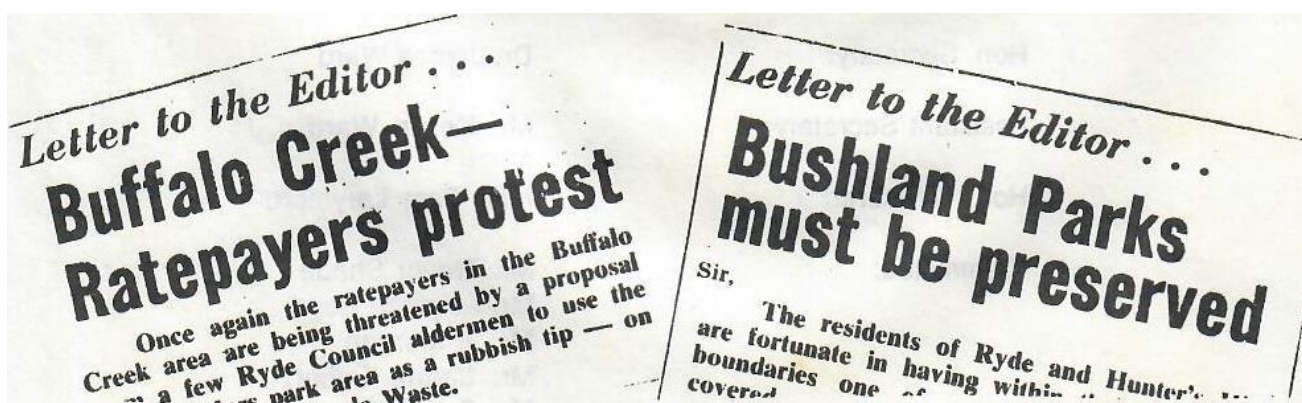 Letter to the Editor . . .
Buffalo Creek—
Ratepayers protest
Once again the ratepayers in the Buffalo
Creek area are being threatened by a proposal
a few Ryde Council aldermen to use the
park area as a rubbish tip — on
Waste.
Letter to the Editor . . .
Bushland Parks
must be preserved
Sir,
The residents of Ryde and Hunter's
are fortunate in having within
boundaries one of
covered